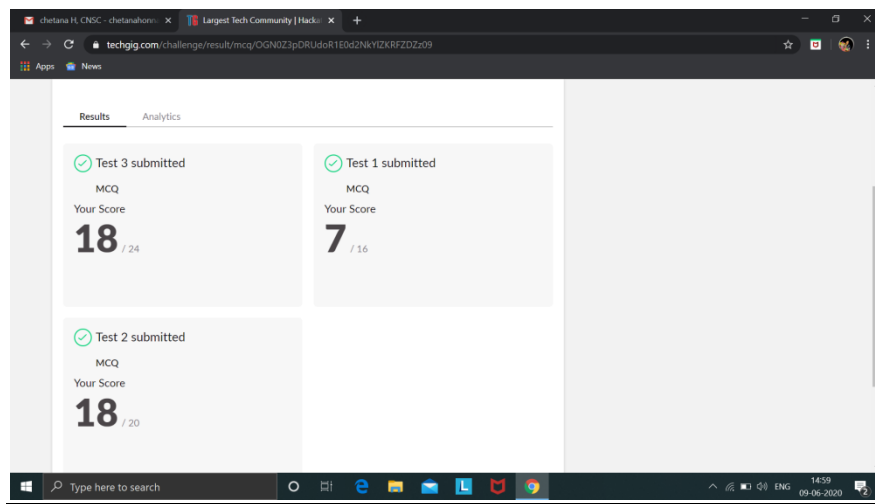 chetana H, CNSC - chetanahonn
Largest Tech Community | Hacka
techgig.com/challenge/result/mcq/OGN0Z3pDRUdoR1E0d2NkYlZKRFZDZz09
Apps News
Results Analytics
Test 3 submitted
MCQ
Your Score
18 / 24
Test 1 submitted
MCQ
Your Score
7 / 16
Test 2 submitted
MCQ
Your Score
18 / 20
Type here to search
ENG
14:59
09-06-2020